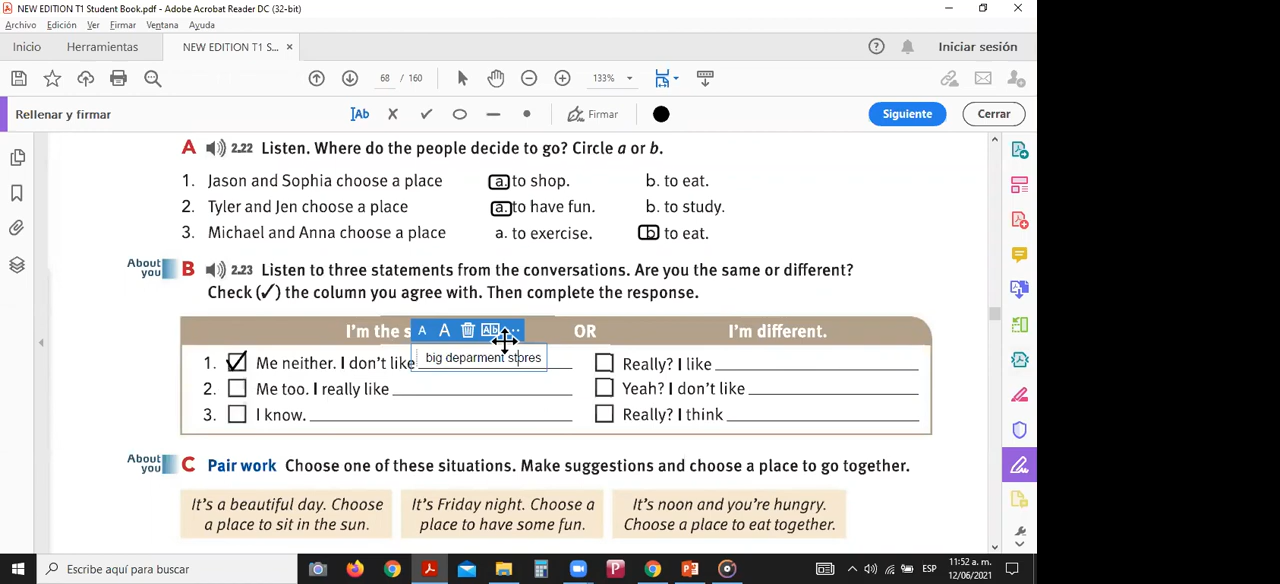 NEW EDITION T1 Student Book.pdf - Adobe Acrobat Reader DC (32-bit)
Archivo Edición Ver Firmar Ventana Ayuda
Inicio Herramientas NEW EDITION T1 S... × Iniciar sesión
68 / 160 133%
Rellenar y firmar Ab Firmar Siguiente Cerrar
A 2.22 Listen. Where do the people decide to go? Circle a or b.
1. Jason and Sophia choose a place a. to shop. b. to eat.
2. Tyler and Jen choose a place a. to have fun. b. to study.
3. Michael and Anna choose a place a. to exercise. b to eat.
About you B 2.23 Listen to three statements from the conversations. Are you the same or different?
Check (✓) the column you agree with. Then complete the response.
I'm the s A A Ab ... OR I'm different.
1. Me neither. I don't like big deparment stores Really? I like
2. Me too. I really like Yeah? I don't like
3. I know. Really? I think
About you C Pair work Choose one of these situations. Make suggestions and choose a place to go together.
It's a beautiful day. Choose a place to sit in the sun.
It's Friday night. Choose a place to have some fun.
It's noon and you're hungry. Choose a place to eat together.
Escribe aquí para buscar ESP 11:52 a. m. 12/06/2021